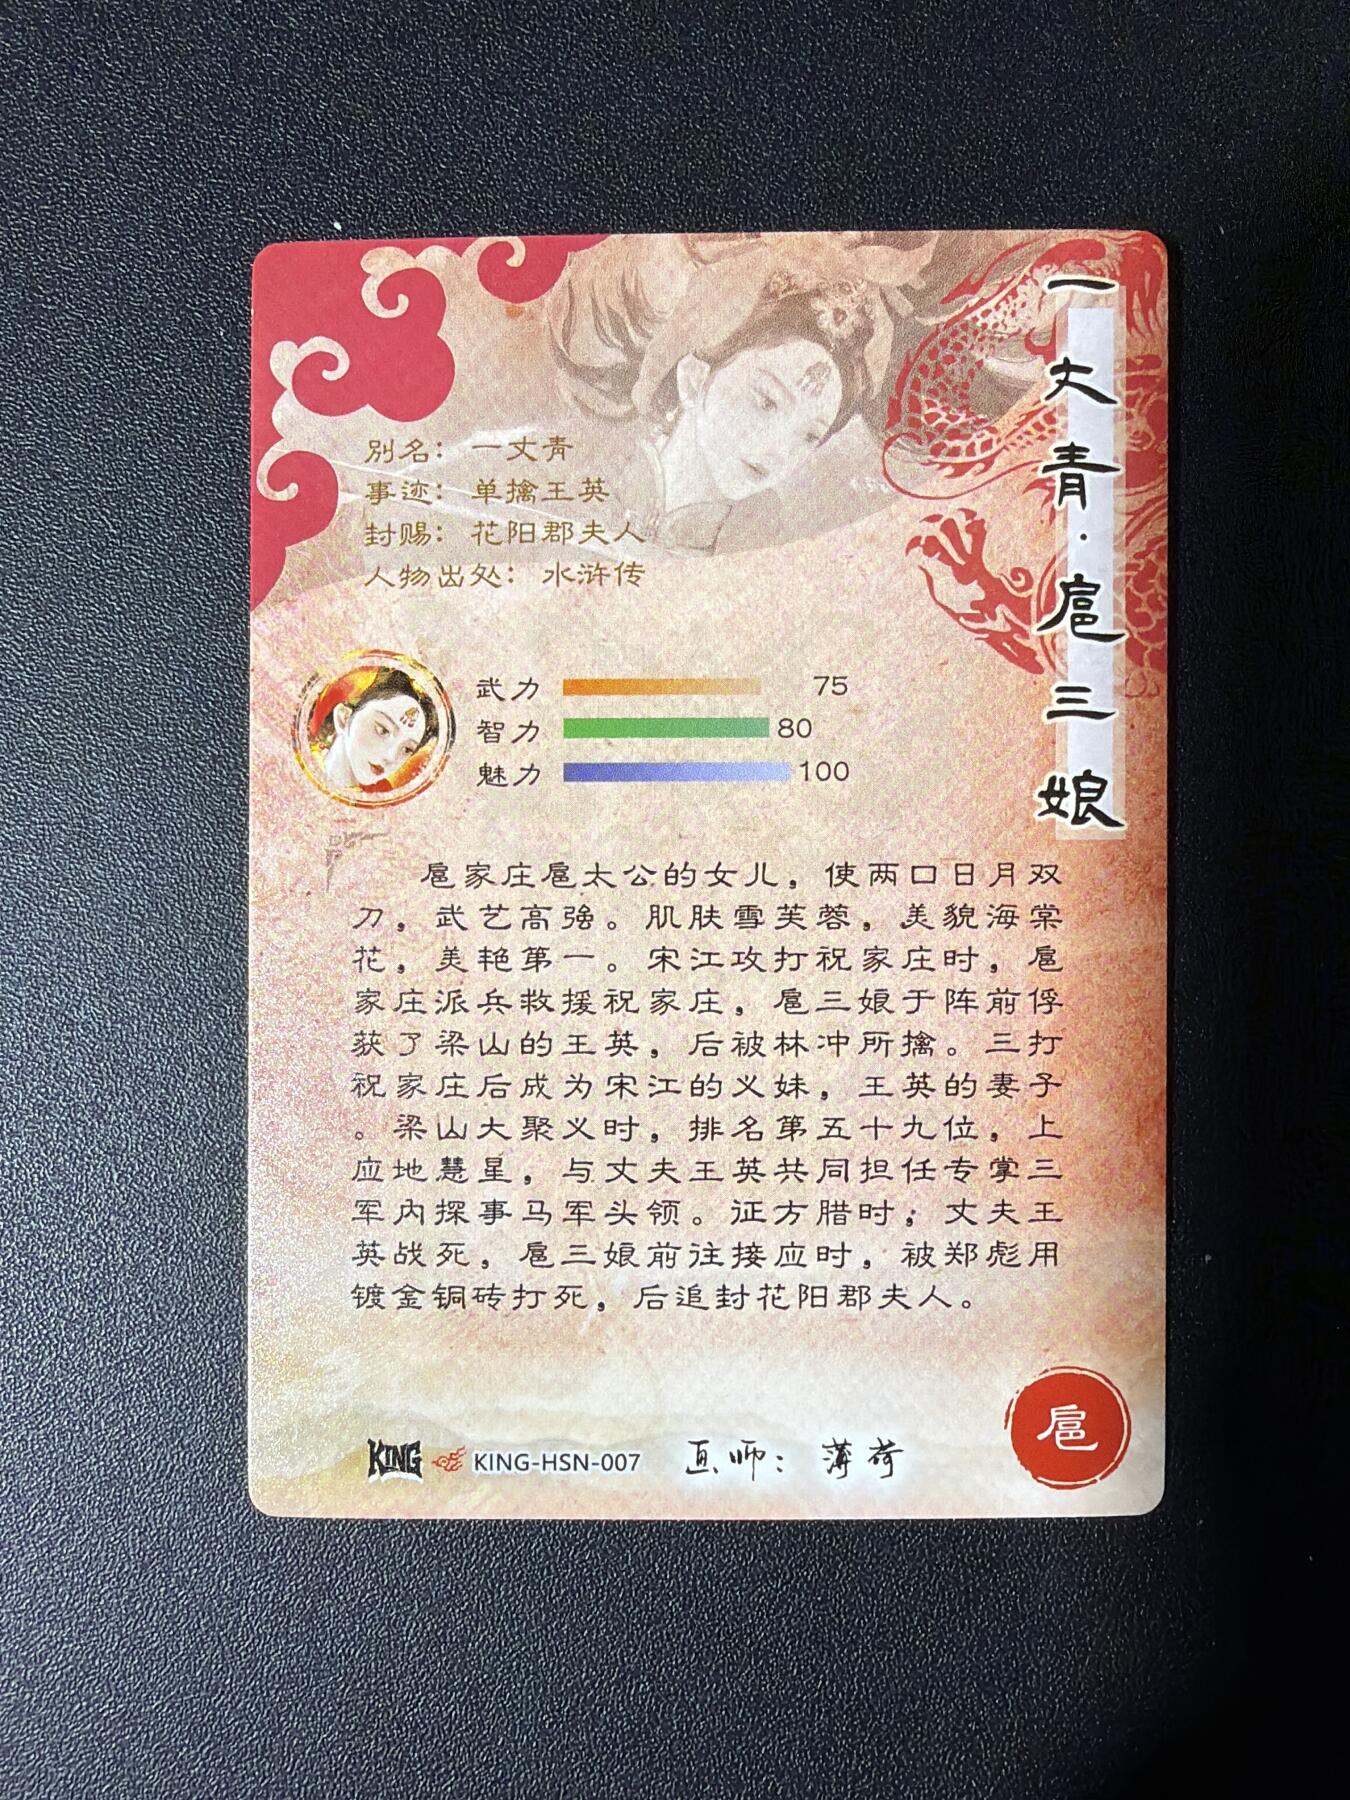 一丈青·扈三娘
别名：一丈青
事迹：单擒王英
封赐：花阳郡夫人
人物出处：水浒传
武力 75
智力 80
魅力 100
扈家庄扈太公的女儿，使两口日月双
刀，武艺高强。肌肤雪芙蓉，美貌海棠
花，美艳第一。宋江攻打祝家庄时，扈
家庄派兵救援祝家庄，扈三娘于阵前俘
获了梁山的王英，后被林冲所擒。三打
祝家庄后成为宋江的义妹，王英的妻子
。梁山大聚义时，排名第五十九位，上
应地慧星，与丈夫王英共同担任专掌三
军内探事马军头领。征方腊时；丈夫王
英战死，扈三娘前往接应时，被郑彪用
镀金铜砖打死，后追封花阳郡夫人。
KING KING-HSN-007 画师：薄荷
扈